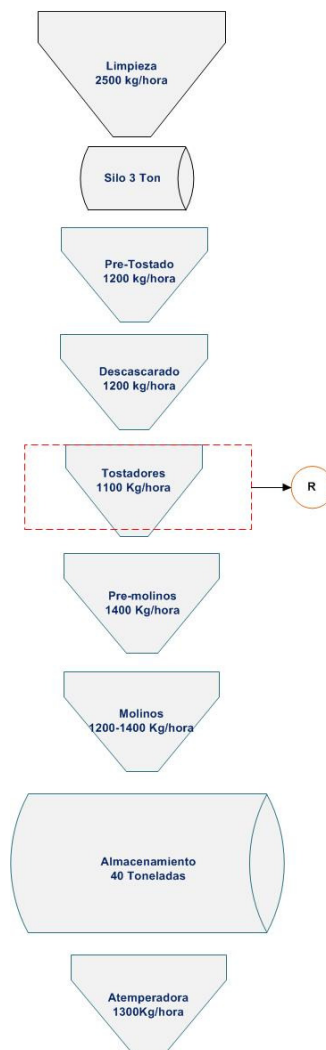 Limpieza
2500 kg/hora
Silo 3 Ton
Pre-Tostado
1200 kg/hora
Descascarado
1200 kg/hora
Tostadores
1100 Kg/hora
R
Pre-molinos
1400 Kg/hora
Molinos
1200-1400 Kg/hora
Almacenamiento
40 Toneladas
Atemperadora
1300Kg/hora